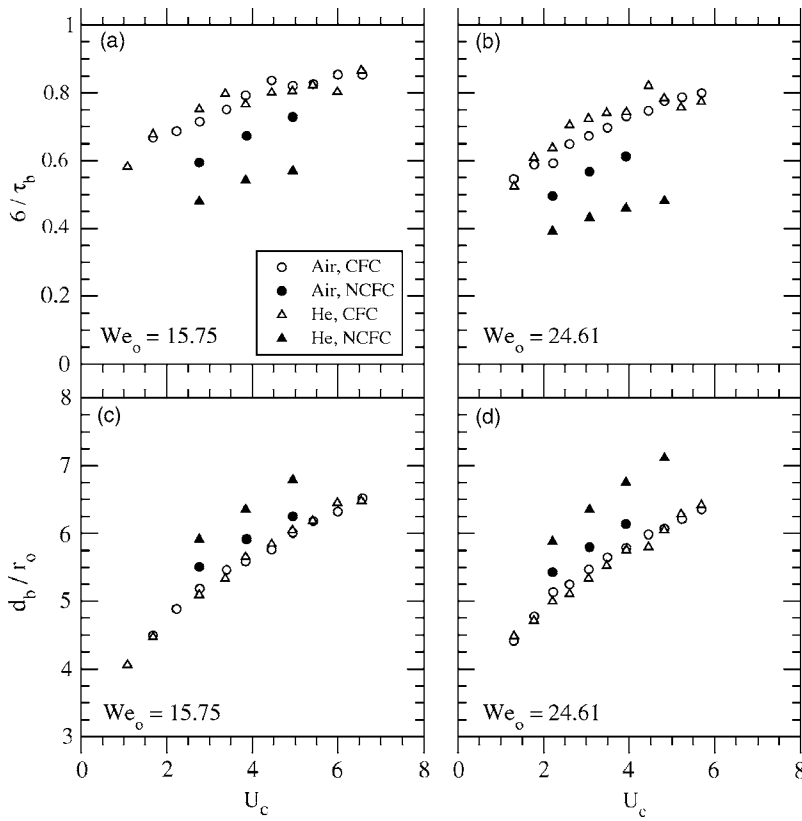 1
(a)
(b)
0.8
0.6
0.4
0.2
0
6 / τb
Air, CFC
Air, NCFC
He, CFC
He, NCFC
Weo = 15.75
Weo = 24.61
8
(c)
(d)
7
6
5
4
3
db / ro
Weo = 15.75
Weo = 24.61
0 2 4 6 8 0 2 4 6 8
Uc Uc